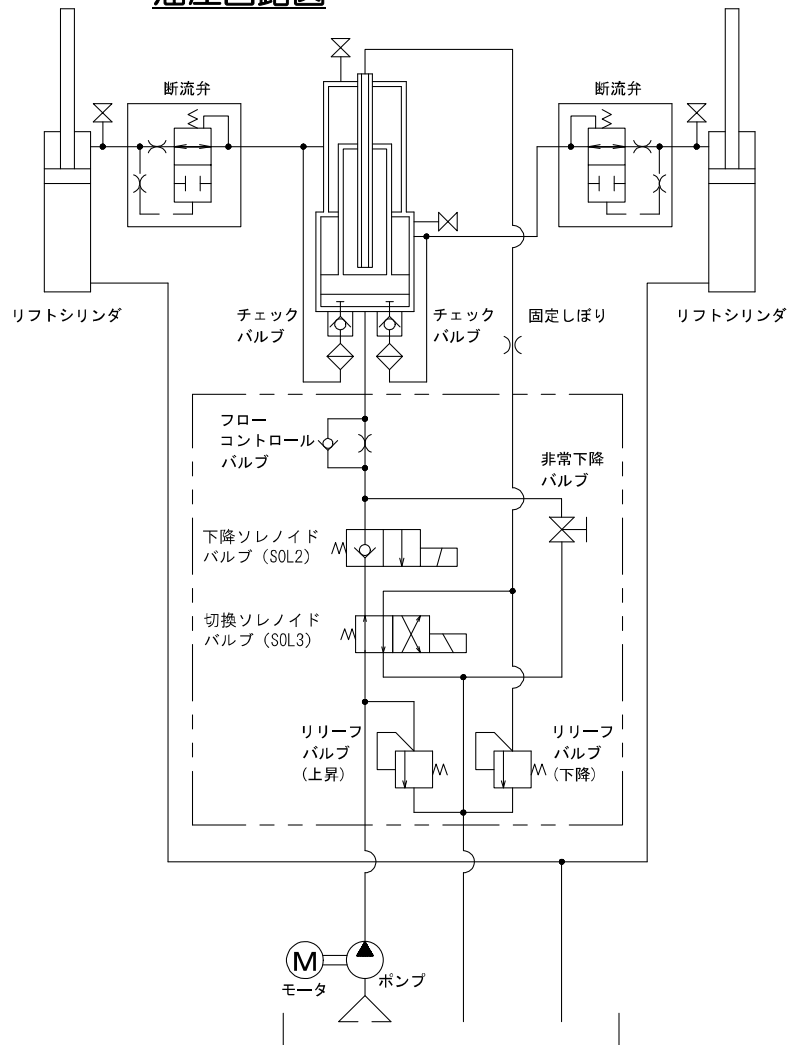 油圧回路図
断流弁
断流弁
リフトシリンダ
チェック
バルブ
チェック
バルブ
固定しぼり
リフトシリンダ
フロー
コントロール
バルブ
非常下降
バルブ
下降ソレノイド
バルブ(SOL2)
切換ソレノイド
バルブ(SOL3)
リリーフ
バルブ
(上昇)
リリーフ
バルブ
(下降)
M
モータ
ポンプ